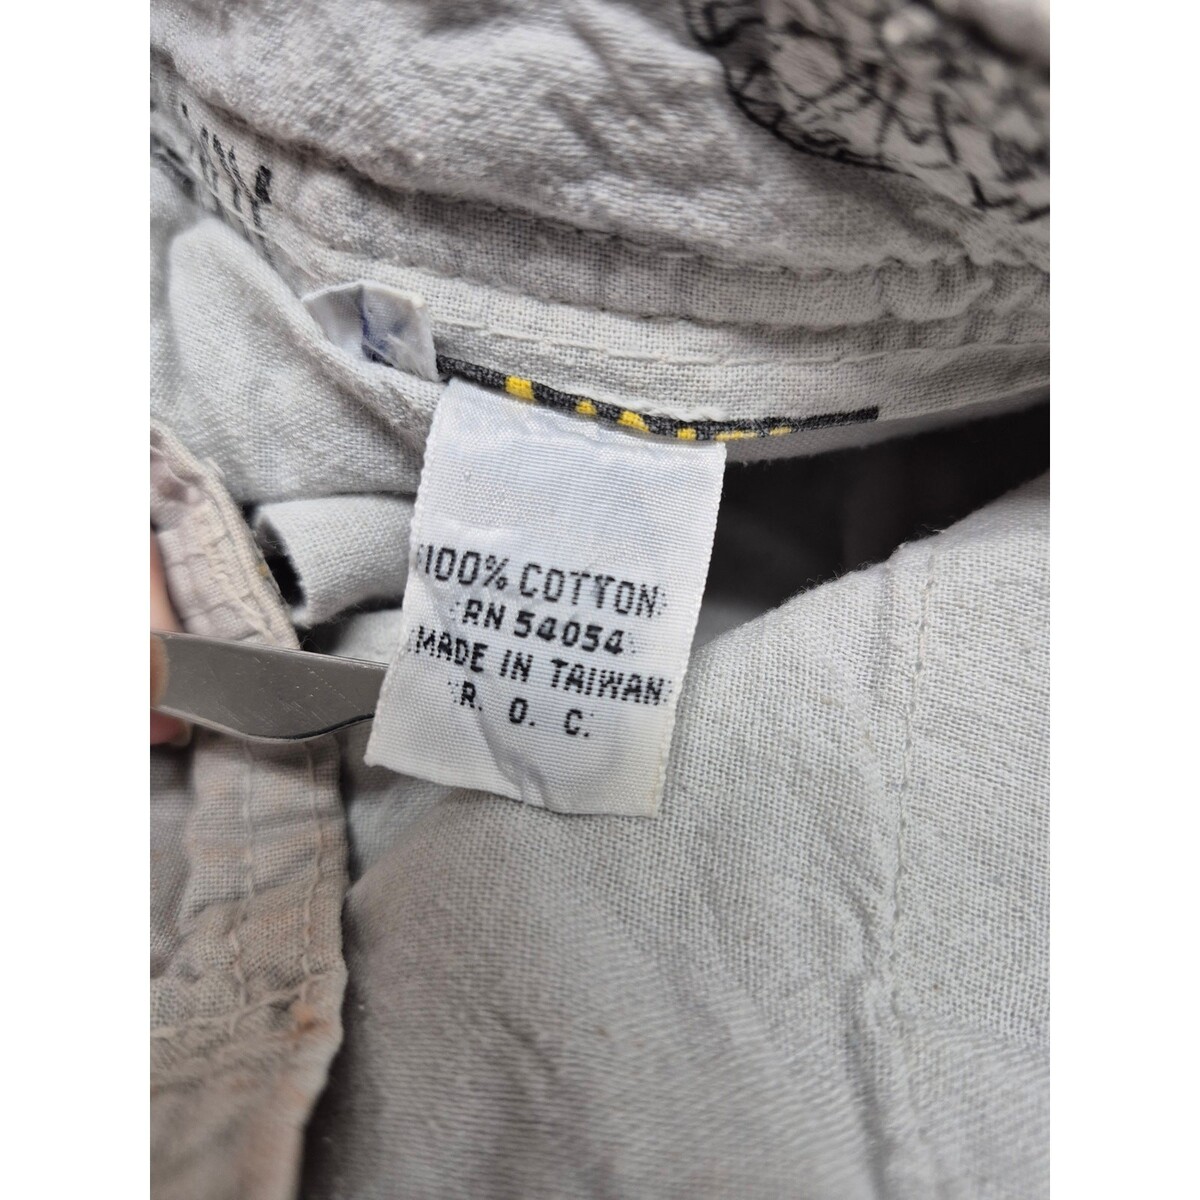 100% COTTON
RN 54054
MADE IN TAIWAN
R. O. C.